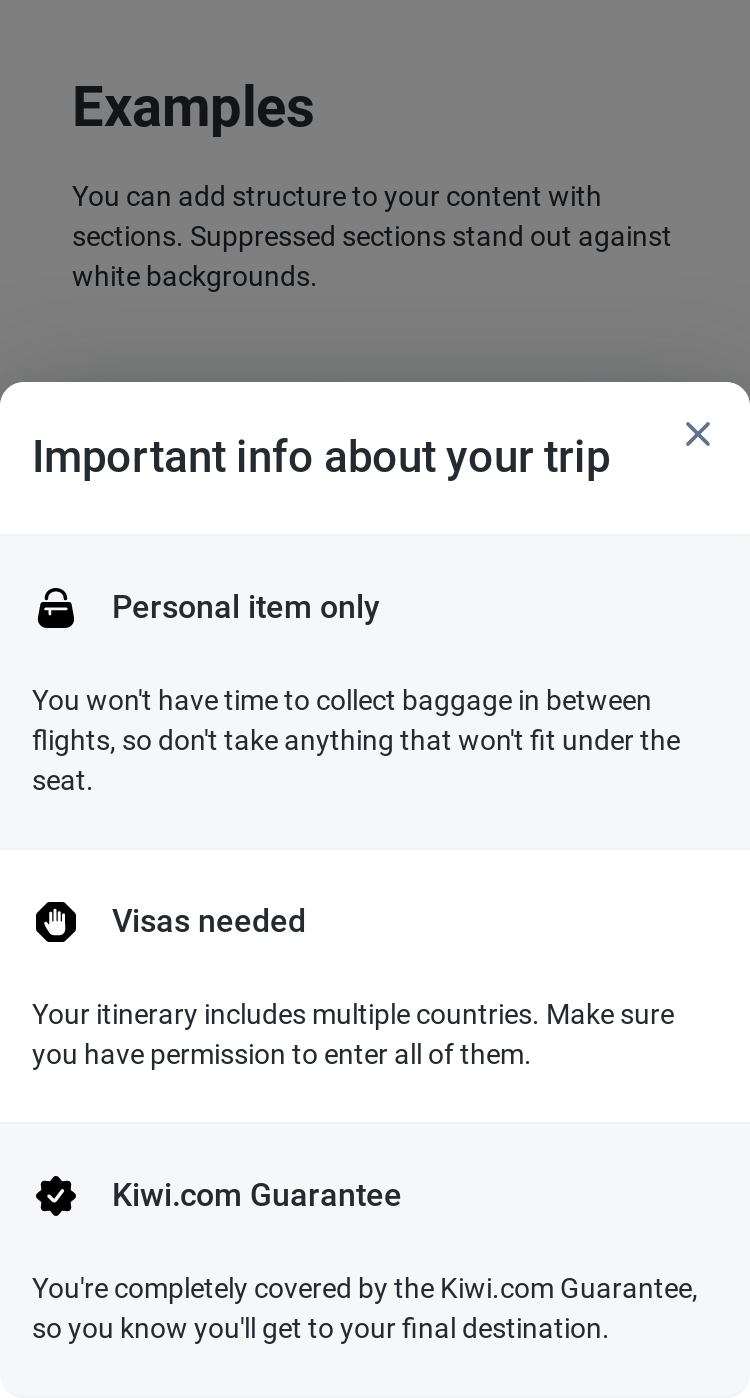 Examples
You can add structure to your content with
sections. Suppressed sections stand out against
white backgrounds.
Important info about your trip
Personal item only
You won't have time to collect baggage in between
flights, so don't take anything that won't fit under the
seat.
Visas needed
Your itinerary includes multiple countries. Make sure
you have permission to enter all of them.
Kiwi.com Guarantee
You're completely covered by the Kiwi.com Guarantee,
so you know you'll get to your final destination.